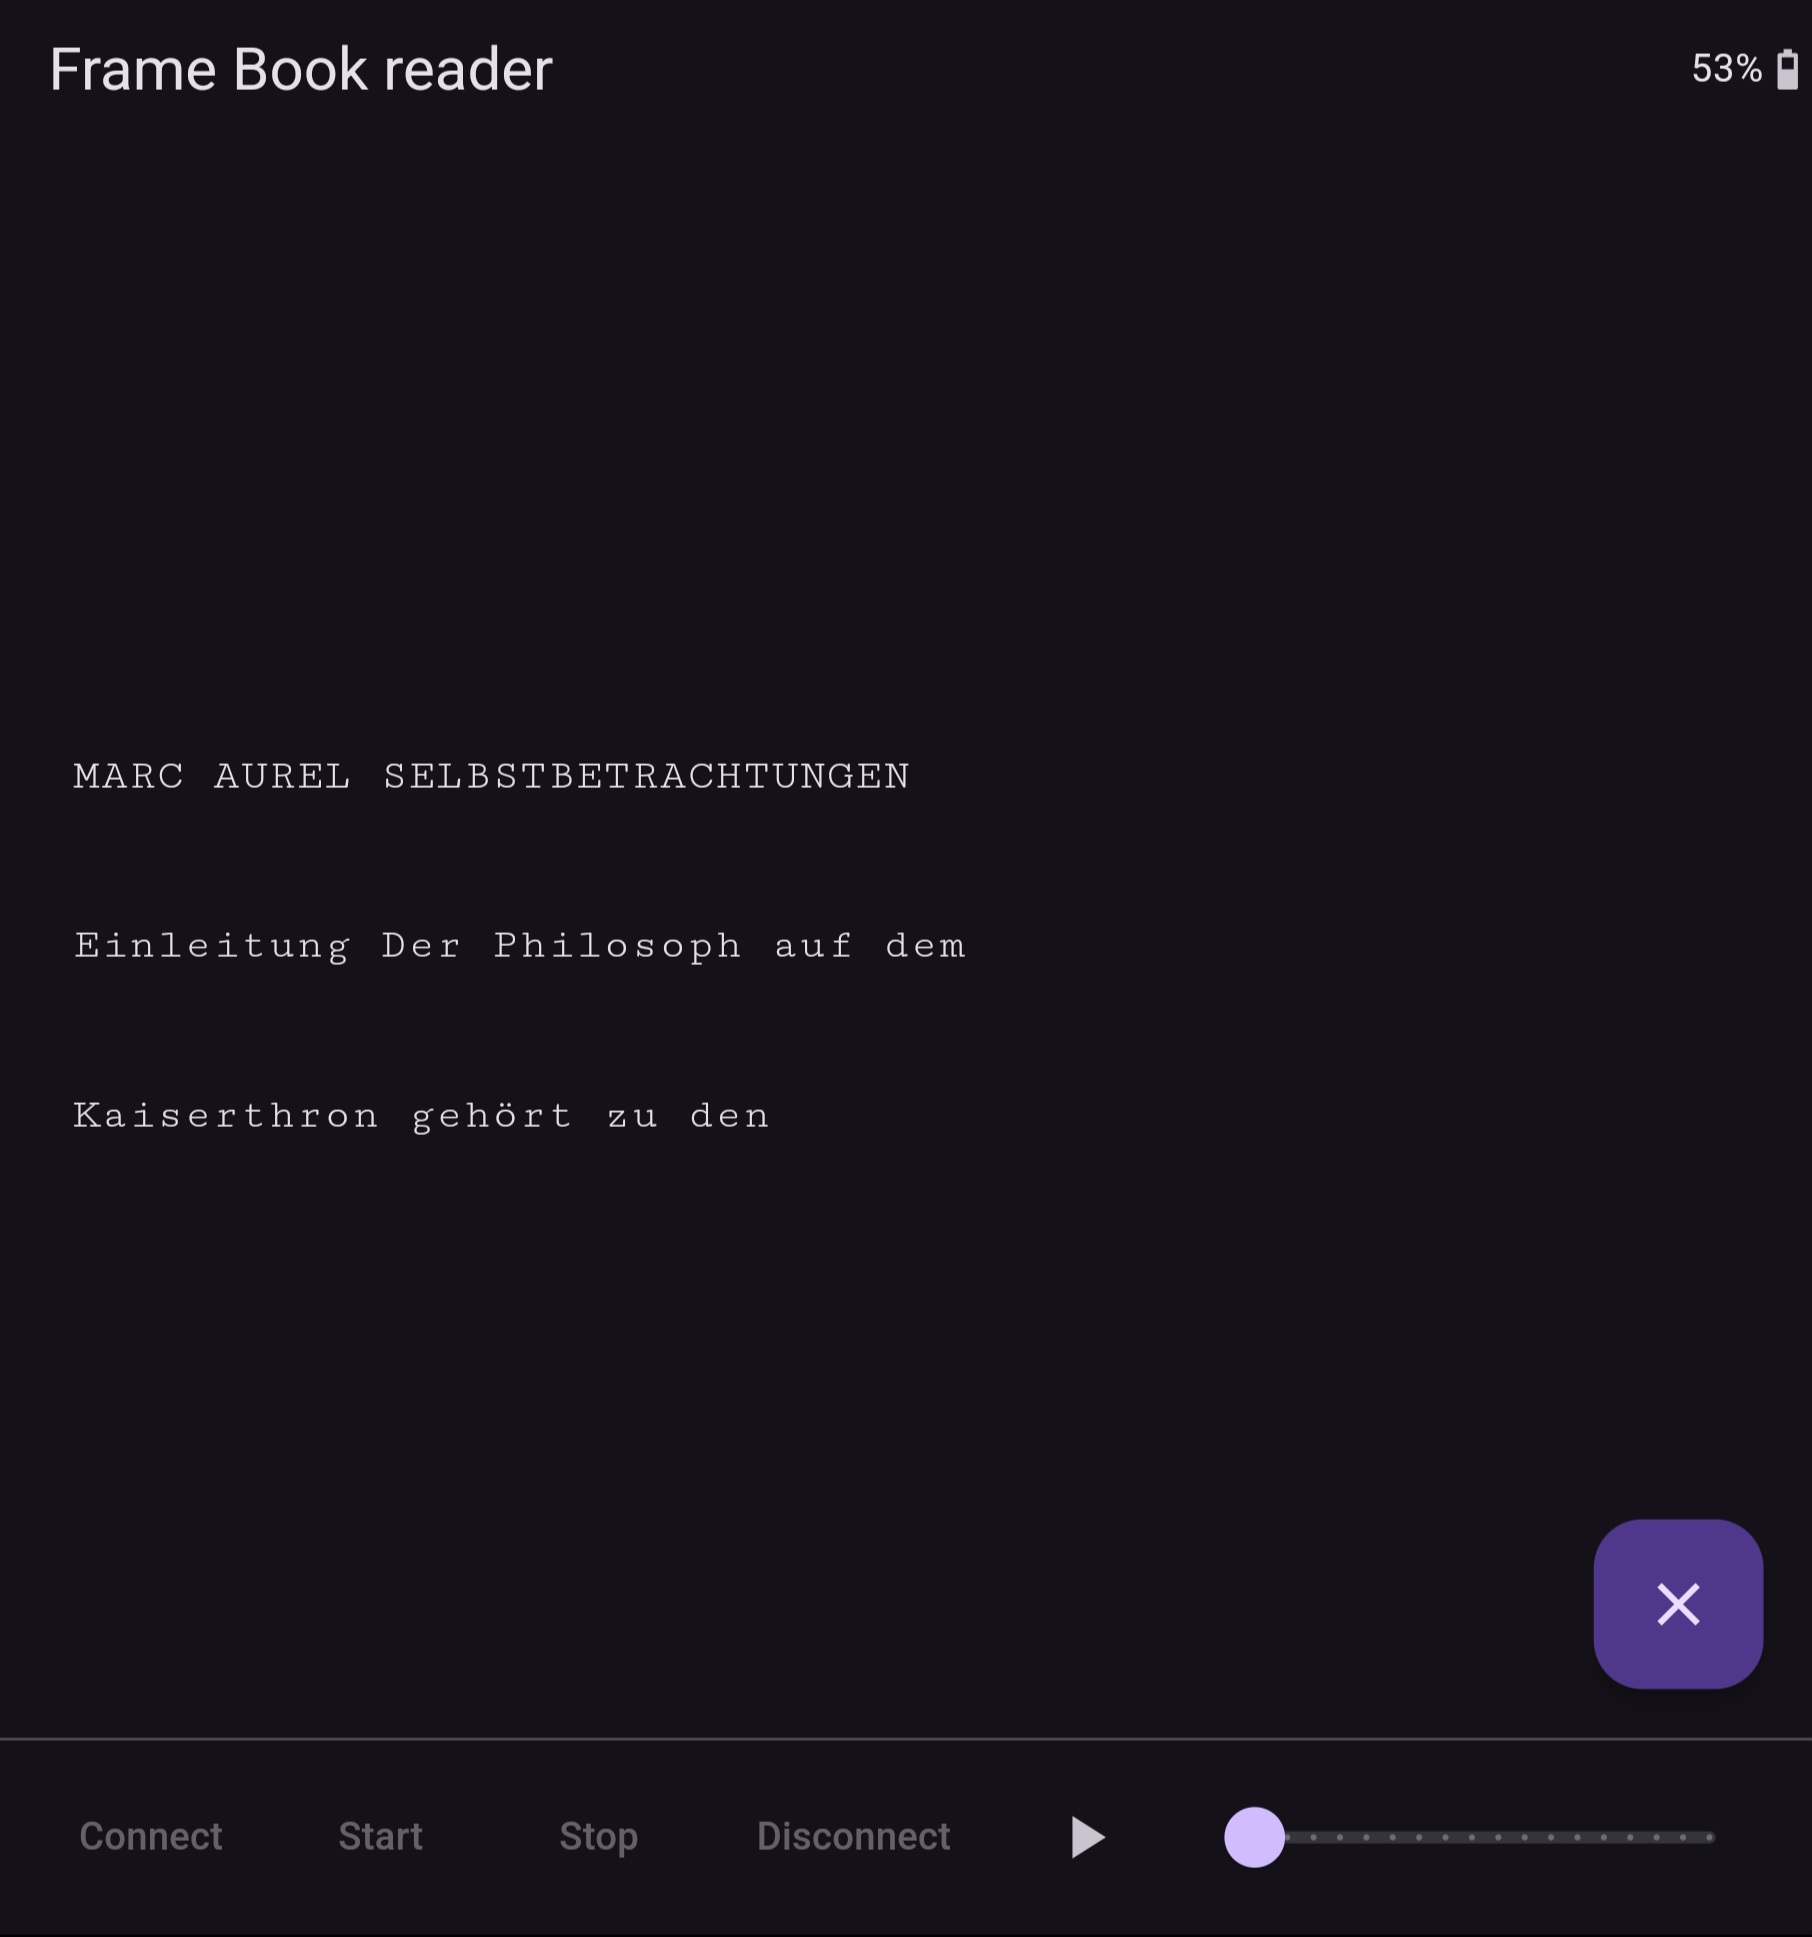 Frame Book reader
53%
MARC AUREL SELBSTBETRACHTUNGEN
Einleitung Der Philosoph auf dem
Kaiserthron gehört zu den
Connect Start Stop Disconnect